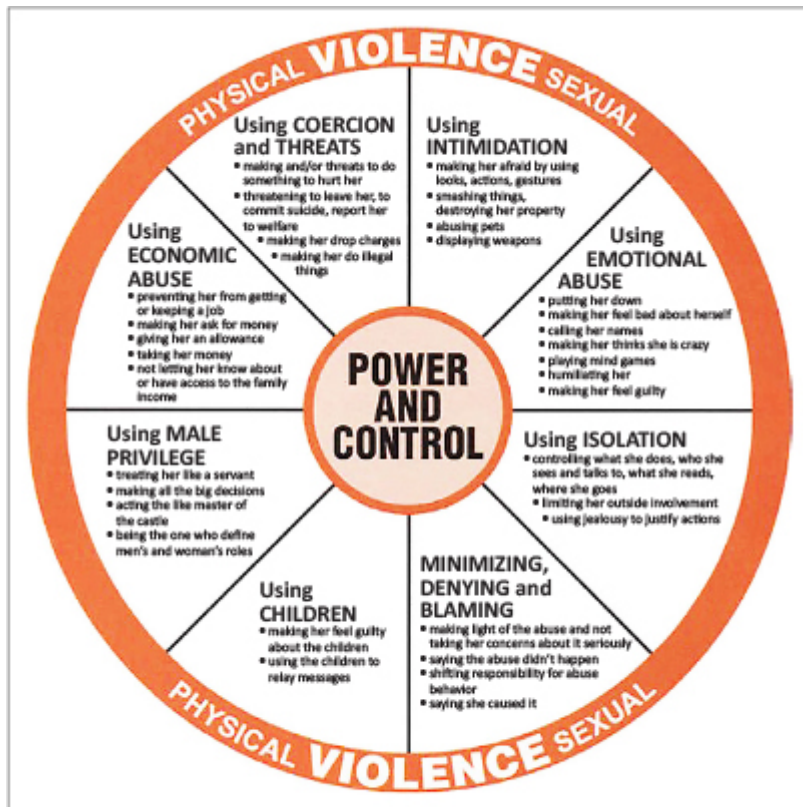 PHYSICAL VIOLENCE SEXUAL
Using COERCION
and THREATS
• making and/or threats to do
something to hurt her
• threatening to leave her, to
commit suicide, report her
to welfare
• making her drop charges
• making her do illegal
things
Using
INTIMIDATION
• making her afraid by using
looks, actions, gestures
• smashing things,
destroying her property
• abusing pets
• displaying weapons
Using
EMOTIONAL
ABUSE
• putting her down
• making her feel bad about herself
• calling her names
• making her thinks she is crazy
• playing mind games
• humiliating her
• making her feel guilty
Using ISOLATION
• controlling what she does, who she
sees and talks to, what she reads,
where she goes
• limiting her outside involvement
• using jealousy to justify actions
MINIMIZING,
DENYING and
BLAMING
• making light of the abuse and not
taking her concerns about it seriously
• saying the abuse didn't happen
• shifting responsibility for abuse
behavior
• saying she caused it
Using
CHILDREN
• making her feel guilty
about the children
• using the children to
relay messages
Using MALE
PRIVILEGE
• treating her like a servant
• making all the big decisions
• acting the like master of
the castle
• being the one who define
men's and woman's roles
Using
ECONOMIC
ABUSE
• preventing her from getting
or keeping a job
• making her ask for money
• giving her an allowance
• taking her money
• not letting her know about
or have access to the family
income
POWER
AND
CONTROL
PHYSICAL VIOLENCE SEXUAL